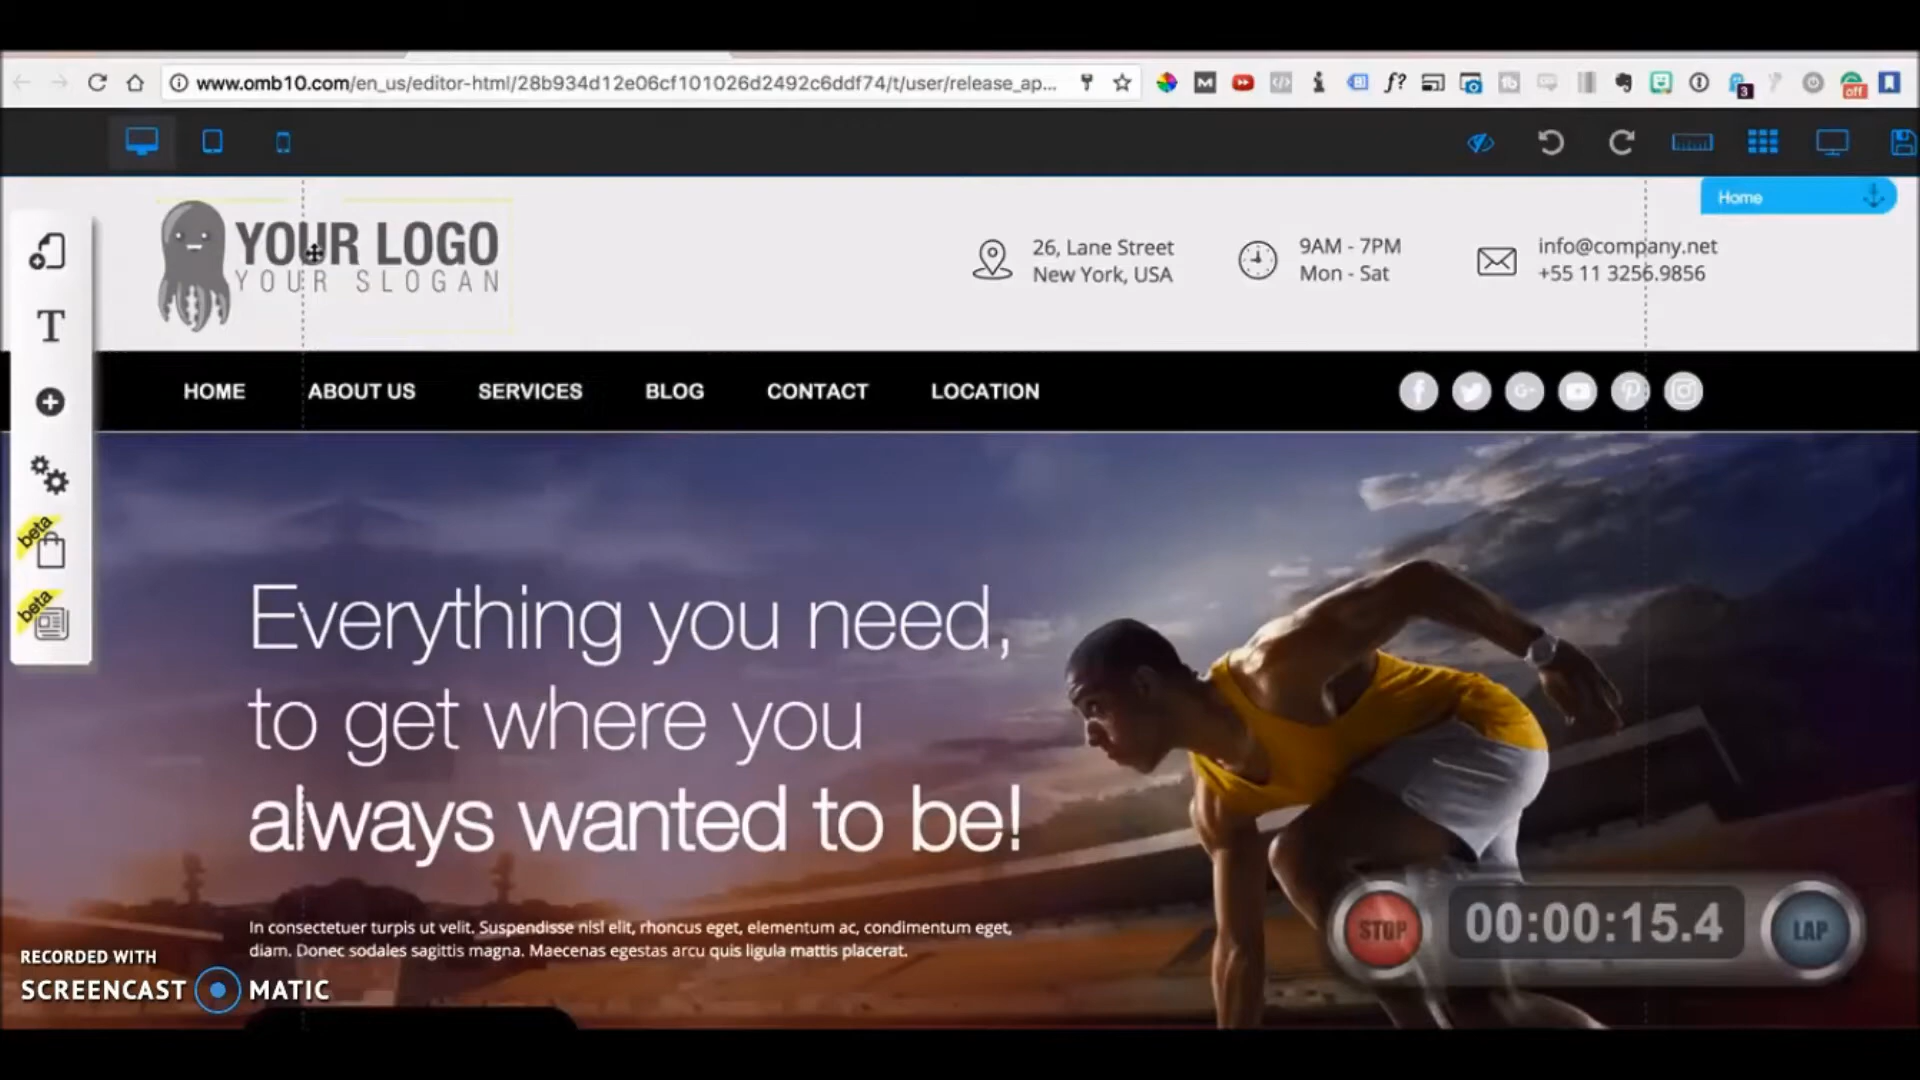 www.omb10.com/en_us/editor-html/28b934d12e06cf101026d2492c6ddf74/t/user/release_ap...
f?
3
off
Home
YOUR LOGO
YOUR SLOGAN
26, Lane Street
New York, USA
9AM - 7PM
Mon - Sat
info@company.net
+55 11 3256.9856
T
HOME
ABOUT US
SERVICES
BLOG
CONTACT
LOCATION
beta
beta
Everything you need,
to get where you
always wanted to be!
In consectetuer turpis ut velit. Suspendisse nisl elit, rhoncus eget, elementum ac, condimentum eget,
diam. Donec sodales sagittis magna. Maecenas egestas arcu quis ligula mattis placerat.
STOP
00:00:15.4
LAP
RECORDED WITH
SCREENCAST MATIC